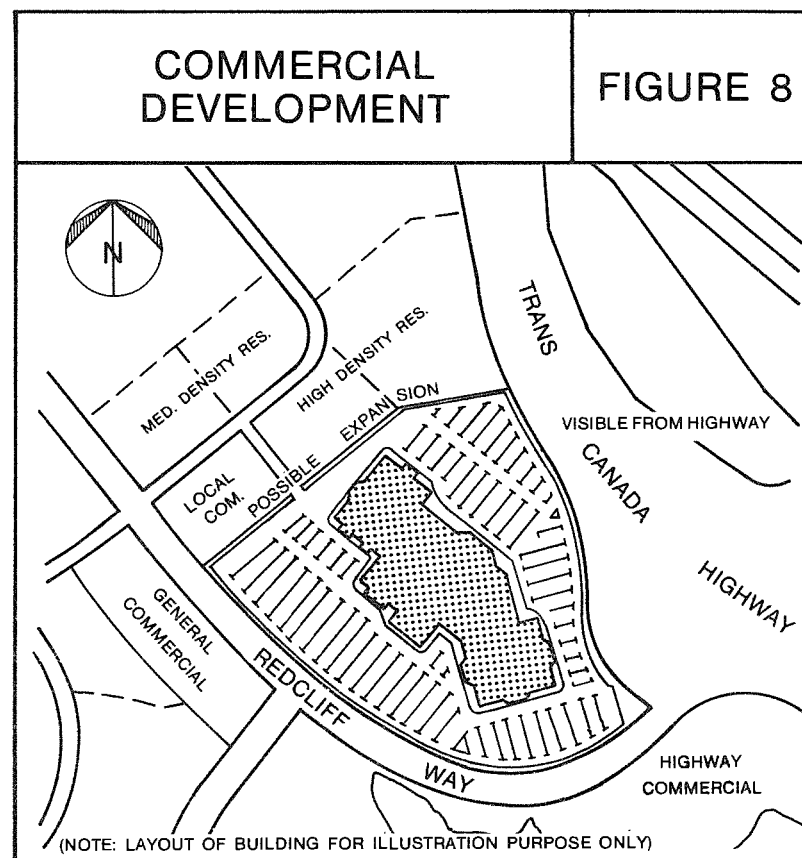 COMMERCIAL
DEVELOPMENT
FIGURE 8
N
TRANS
CANADA
HIGHWAY
MED. DENSITY RES.
HIGH DENSITY RES.
VISIBLE FROM HIGHWAY
POSSIBLE EXPANSION
LOCAL
COM.
GENERAL
COMMERCIAL
REDCLIFF
WAY
HIGHWAY
COMMERCIAL
(NOTE: LAYOUT OF BUILDING FOR ILLUSTRATION PURPOSE ONLY)